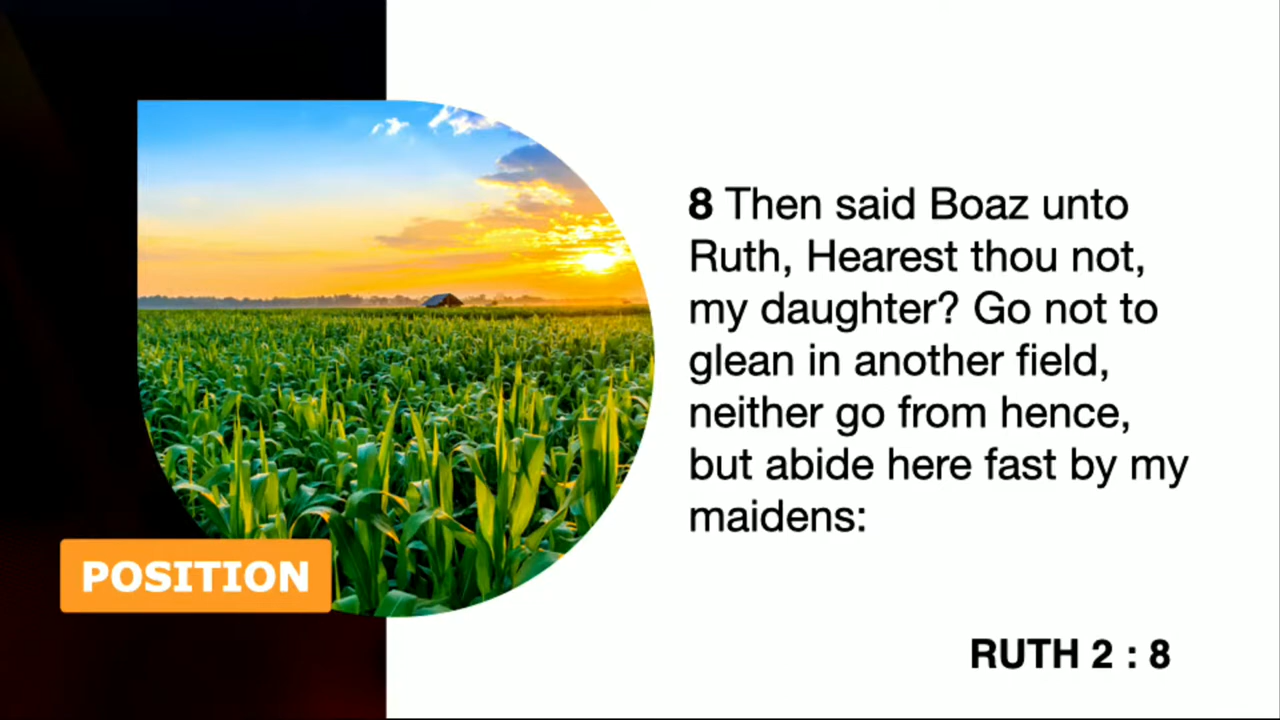 8 Then said Boaz unto
Ruth, Hearest thou not,
my daughter? Go not to
glean in another field,
neither go from hence,
but abide here fast by my
maidens:
POSITION
RUTH 2 : 8